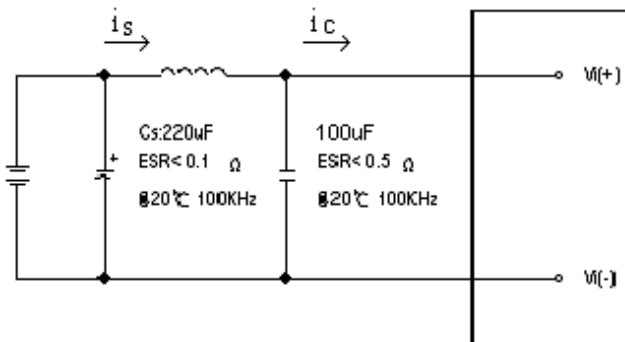 is
ic
Vi(+)
Cs:220uF
ESR<0.1 Ω
@20℃ 100KHz
100uF
ESR<0.5 Ω
@20℃ 100KHz
+
Vi(-)